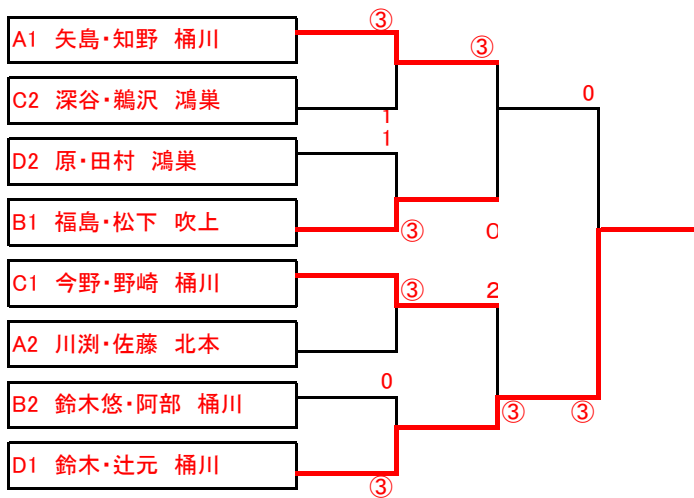 A1 矢島・知野 桶川
③
③
C2 深谷・鵜沢 鴻巣
0
1
1
D2 原・田村 鴻巣
B1 福島・松下 吹上
③
0
C1 今野・野崎 桶川
③
2
A2 川渕・佐藤 北本
B2 鈴木悠・阿部 桶川
0
③
③
D1 鈴木・辻元 桶川
③